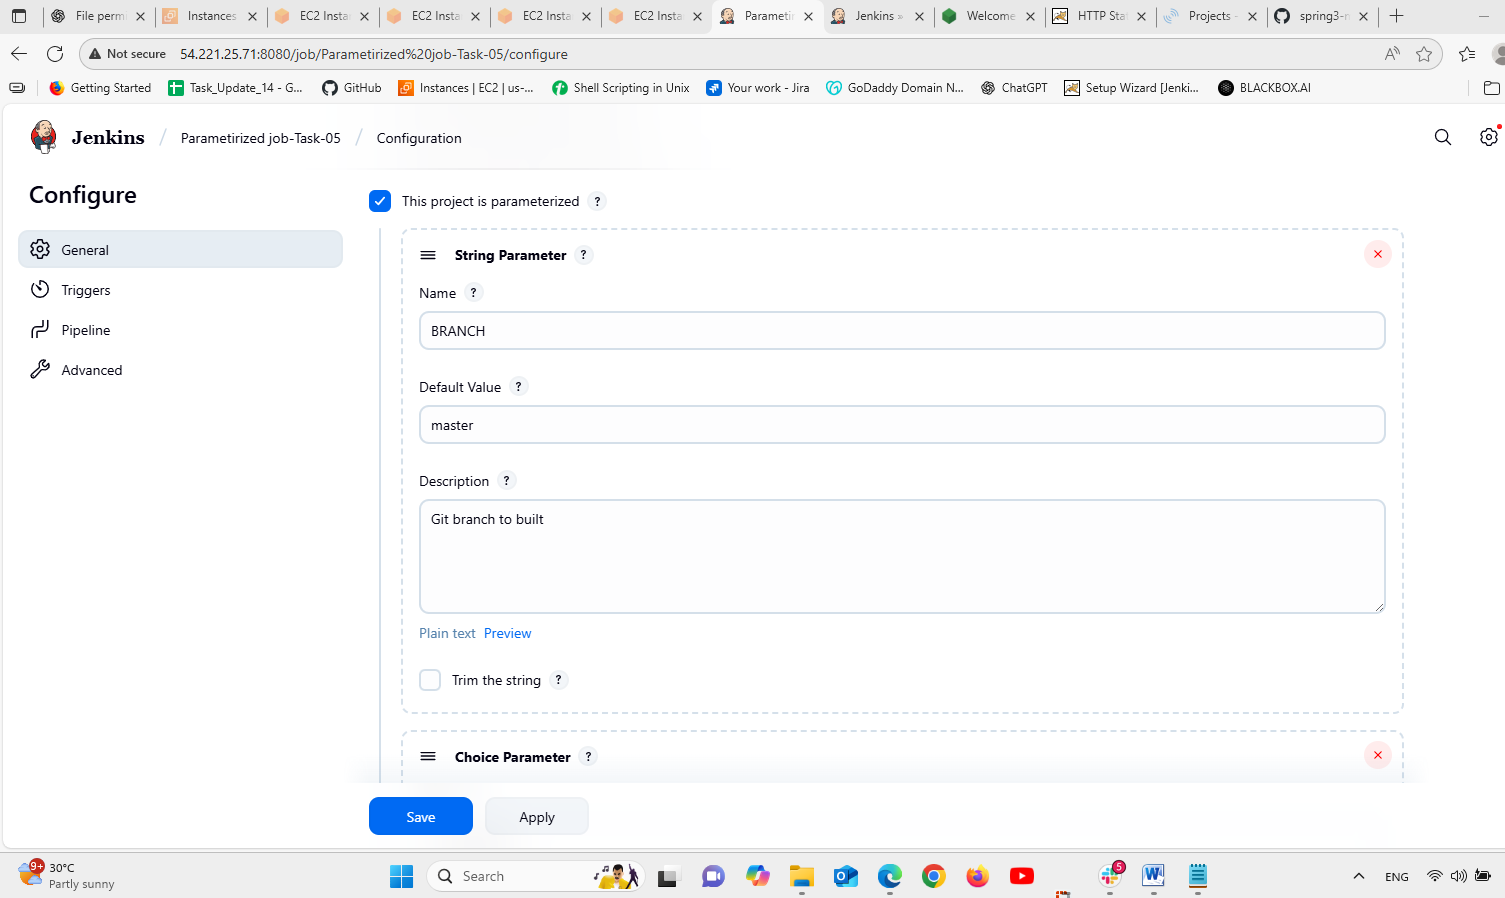 File perm
Instances
EC2 Insta
EC2 Insta
EC2 Insta
EC2 Insta
Parametir
Jenkins »
Welcome
HTTP Sta
Projects -
spring3-m
Not secure
54.221.25.71:8080/job/Parametirized%20job-Task-05/configure
Getting Started
Task_Update_14 - G...
GitHub
Instances | EC2 | us-...
Shell Scripting in Unix
Your work - Jira
GoDaddy Domain N...
ChatGPT
Setup Wizard [Jenki...
BLACKBOX.AI
Jenkins / Parametirized job-Task-05 / Configuration
Configure
General
Triggers
Pipeline
Advanced
This project is parameterized ?
String Parameter ?
Name ?
BRANCH
Default Value ?
master
Description ?
Git branch to built
Plain text Preview
Trim the string ?
Choice Parameter ?
Save
Apply
9+
30°C
Partly sunny
Search
5
ENG